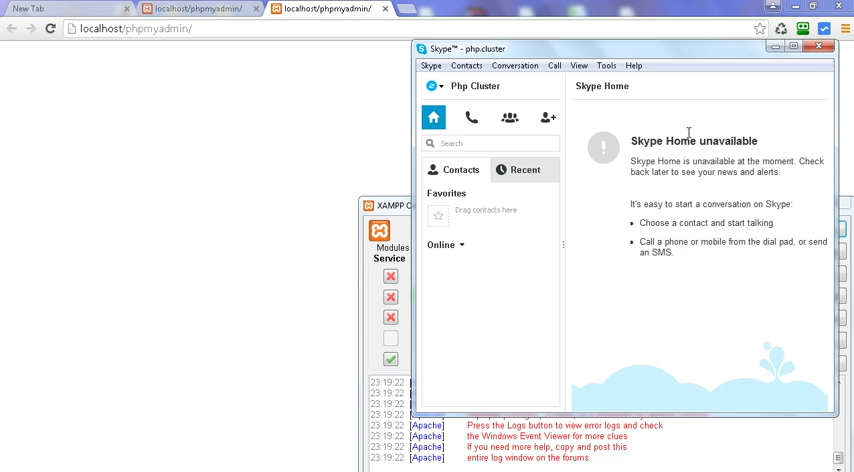 New Tab
localhost/phpmyadmin/
localhost/phpmyadmin/
localhost/phpmyadmin/
Skype™ - php.cluster
Skype Contacts Conversation Call View Tools Help
Php Cluster
Skype Home
Search
Contacts
Recent
Favorites
Drag contacts here
Online
Skype Home unavailable
Skype Home is unavailable at the moment. Check
back later to see your news and alerts.
It's easy to start a conversation on Skype:
• Choose a contact and start talking
• Call a phone or mobile from the dial pad, or send
an SMS.
XAMPP
Modules
Service
23:19:22
23:19:22
23:19:22
23:19:22
23:19:22 [Apache] Press the Logs button to view error logs and check
23:19:22 [Apache] the Windows Event Viewer for more clues
23:19:22 [Apache] If you need more help, copy and post this
23:19:22 [Apache] entire log window on the forums